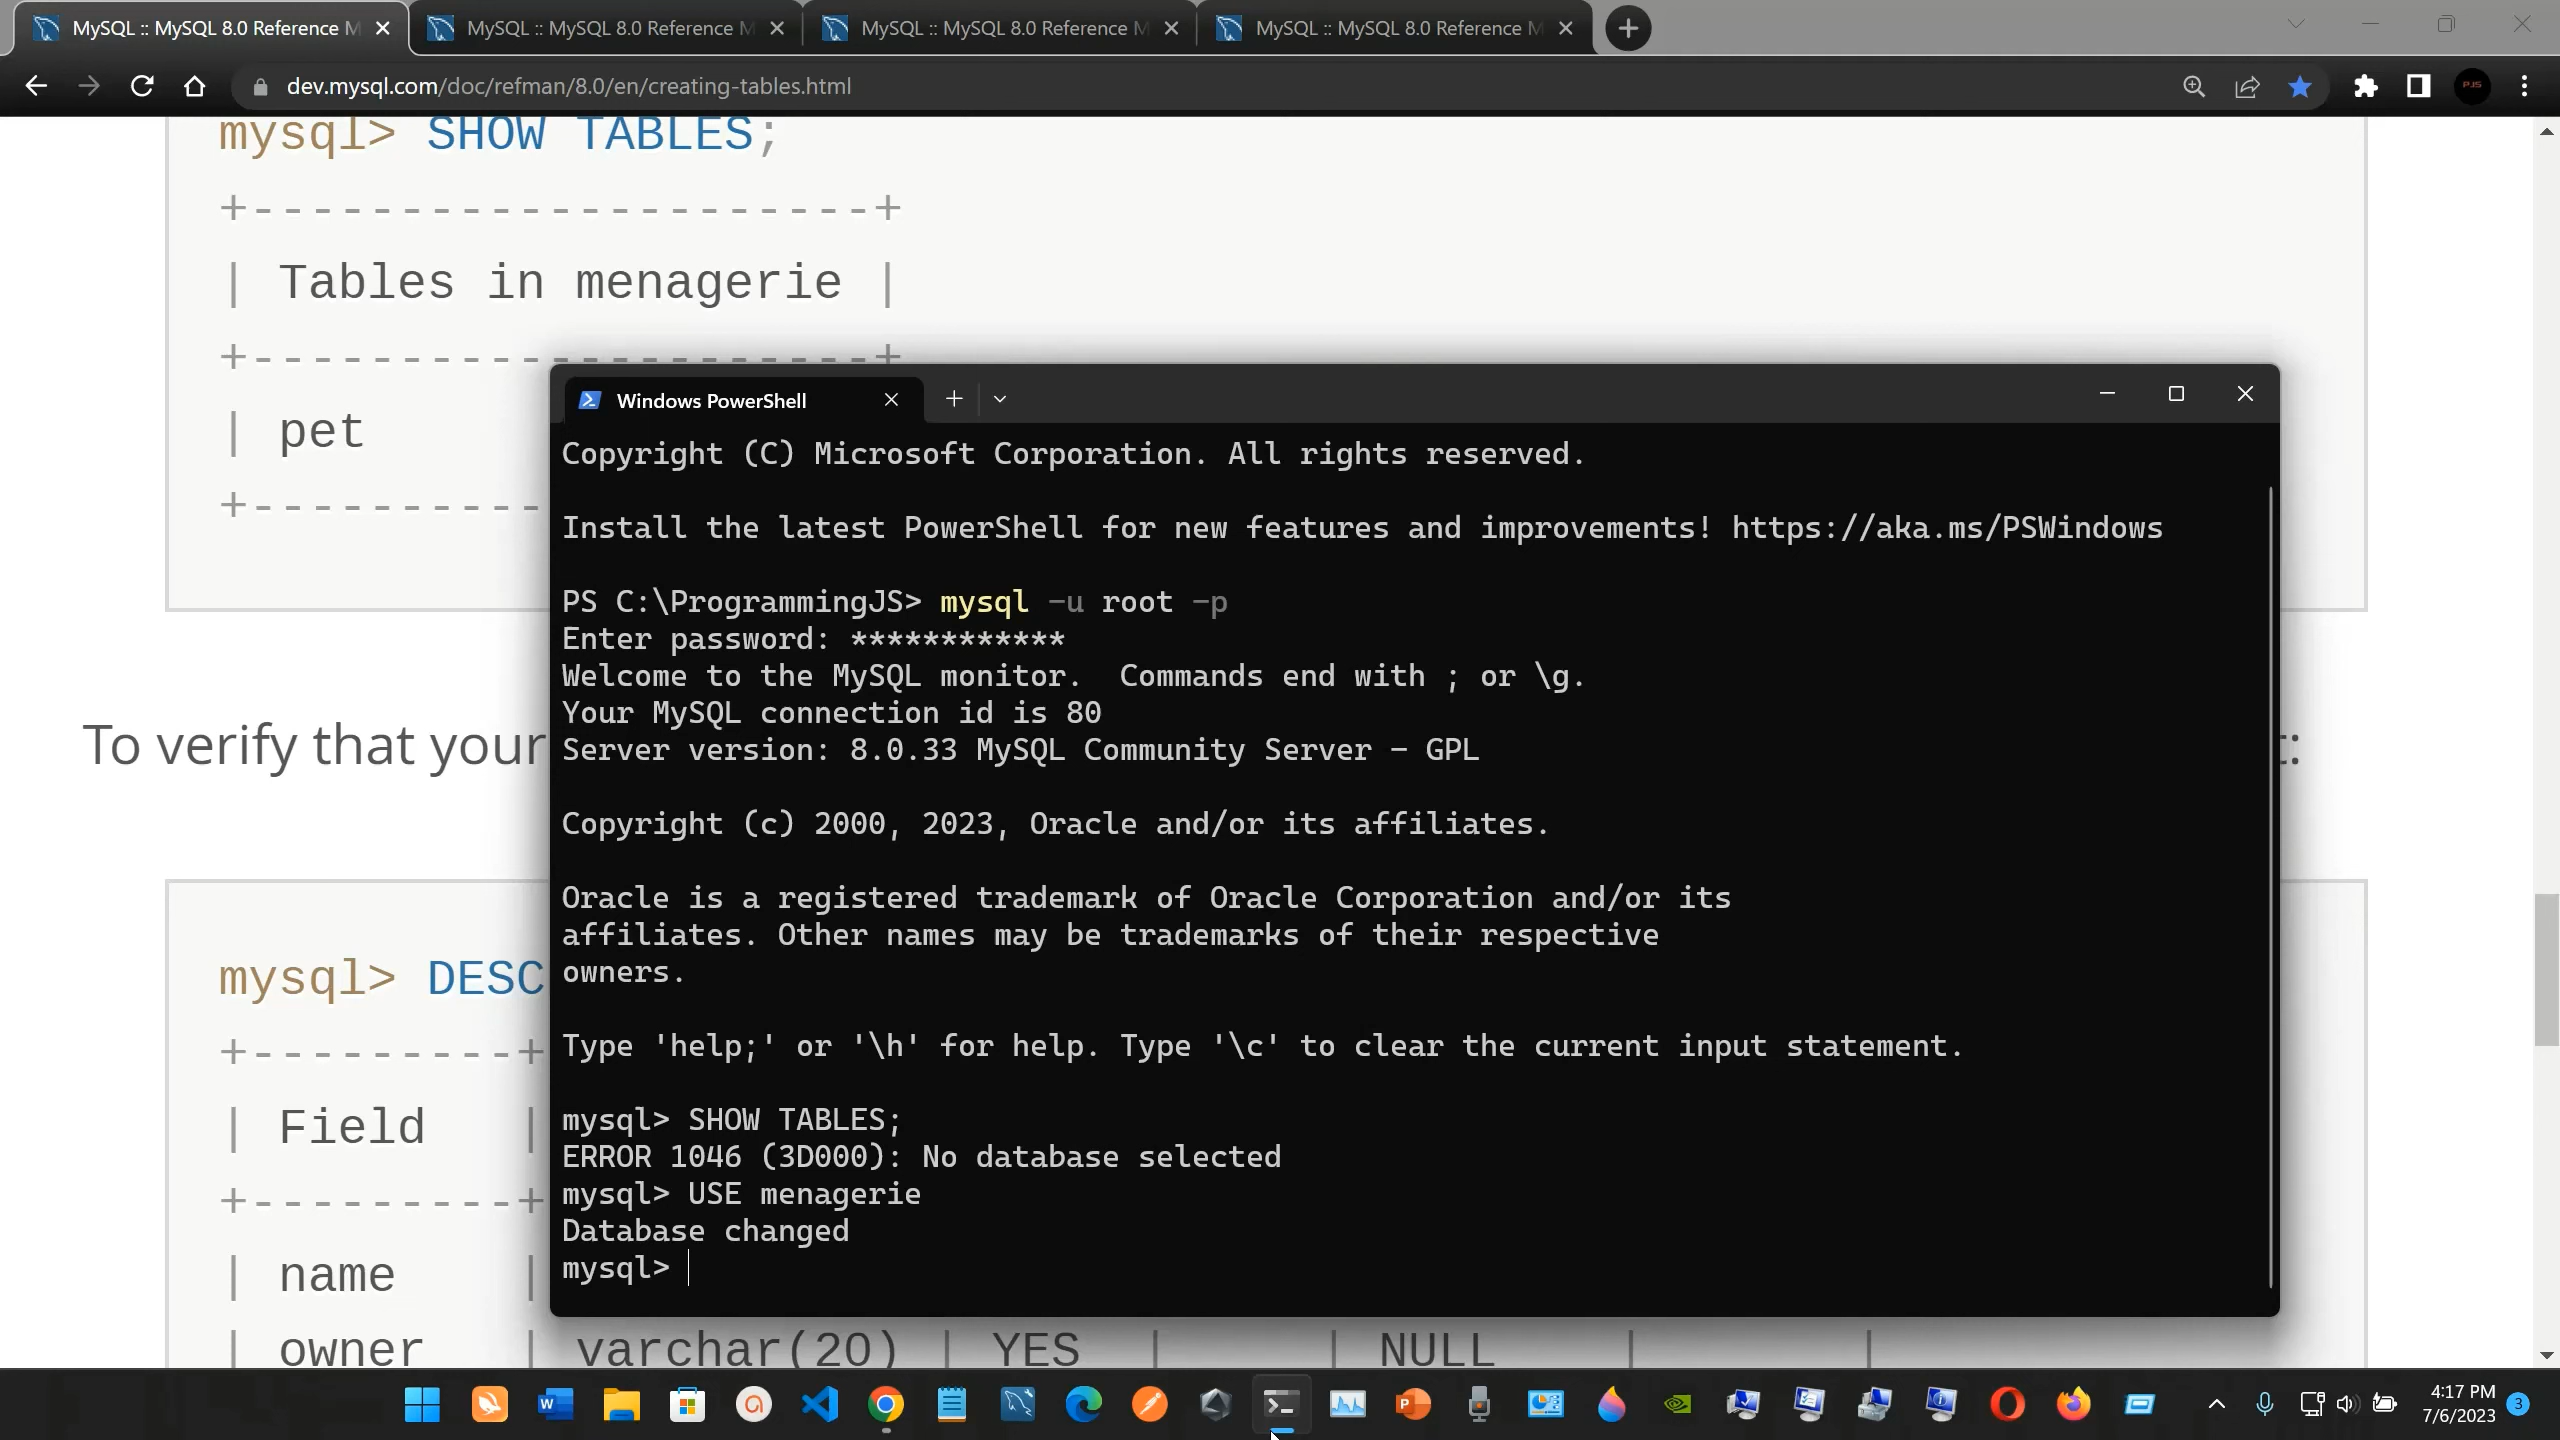 MySQL :: MySQL 8.0 Reference M
MySQL :: MySQL 8.0 Reference M
MySQL :: MySQL 8.0 Reference M
MySQL :: MySQL 8.0 Reference M
dev.mysql.com/doc/refman/8.0/en/creating-tables.html
PJS
mysql> SHOW TABLES;
+----------------------+
| Tables in menagerie |
+----------------------+
| pet
+----------
To verify that your
:
mysql> DESC
+---------+
| Field |
+---------+
| name |
| owner | varchar(20) | YES | | NULL | |
Windows PowerShell
Copyright (C) Microsoft Corporation. All rights reserved.
Install the latest PowerShell for new features and improvements! https://aka.ms/PSWindows
PS C:\ProgrammingJS> mysql -u root -p
Enter password: ************
Welcome to the MySQL monitor.  Commands end with ; or \g.
Your MySQL connection id is 80
Server version: 8.0.33 MySQL Community Server - GPL
Copyright (c) 2000, 2023, Oracle and/or its affiliates.
Oracle is a registered trademark of Oracle Corporation and/or its
affiliates. Other names may be trademarks of their respective
owners.
Type 'help;' or '\h' for help. Type '\c' to clear the current input statement.
mysql> SHOW TABLES;
ERROR 1046 (3D000): No database selected
mysql> USE menagerie
Database changed
mysql>
4:17 PM
7/6/2023
3